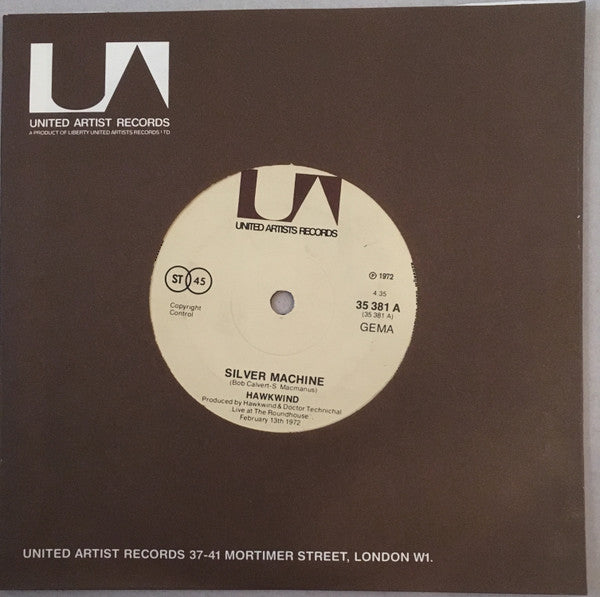 UA
UNITED ARTIST RECORDS
A PRODUCT OF LIBERTY UNITED ARTISTS RECORDS LTD
UA
UNITED ARTISTS RECORDS
ST 45
Ⓟ 1972
4 35
35 381 A
(35 381 A)
GEMA
Copyright
Control
SILVER MACHINE
(Bob Calvert-S. Macmanus)
HAWKWIND
Produced by Hawkwind & Doctor Technichal
„Live at The Roundhouse”
February 13th 1972
UNITED ARTIST RECORDS 37-41 MORTIMER STREET, LONDON W1.